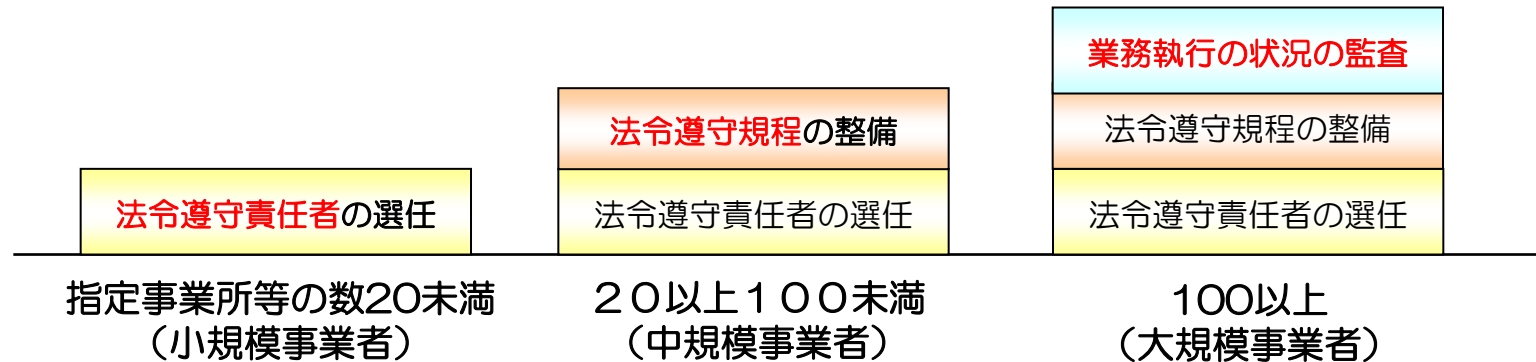 業務執行の状況の監査
法令遵守規程の整備
法令遵守規程の整備
法令遵守責任者の選任
法令遵守責任者の選任
法令遵守責任者の選任
指定事業所等の数20未満
（小規模事業者）
２０以上１００未満
（中規模事業者）
100以上
（大規模事業者）